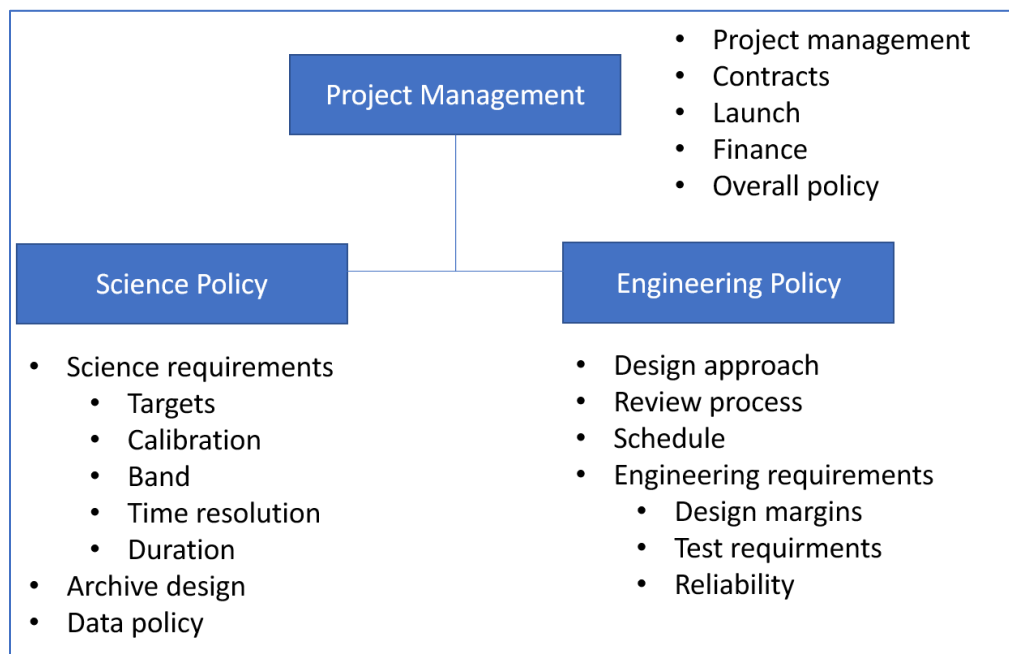 Project Management
• Project management
• Contracts
• Launch
• Finance
• Overall policy
Science Policy
• Science requirements
• Targets
• Calibration
• Band
• Time resolution
• Duration
• Archive design
• Data policy
Engineering Policy
• Design approach
• Review process
• Schedule
• Engineering requirements
• Design margins
• Test requirments
• Reliability